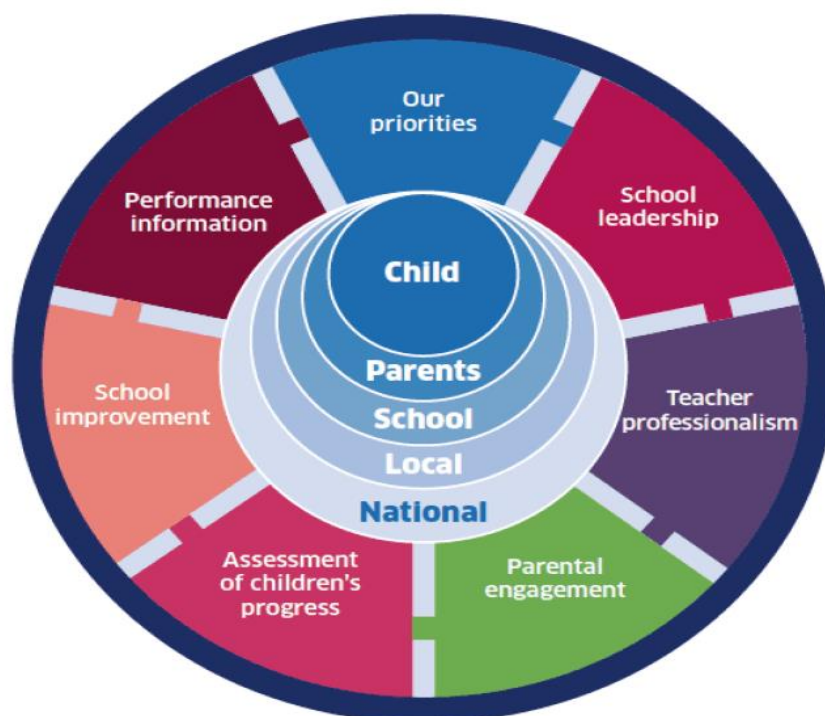 Our
priorities
School
leadership
Teacher
professionalism
Parental
engagement
Assessment
of children's
progress
School
improvement
Performance
information
Child
Parents
School
Local
National